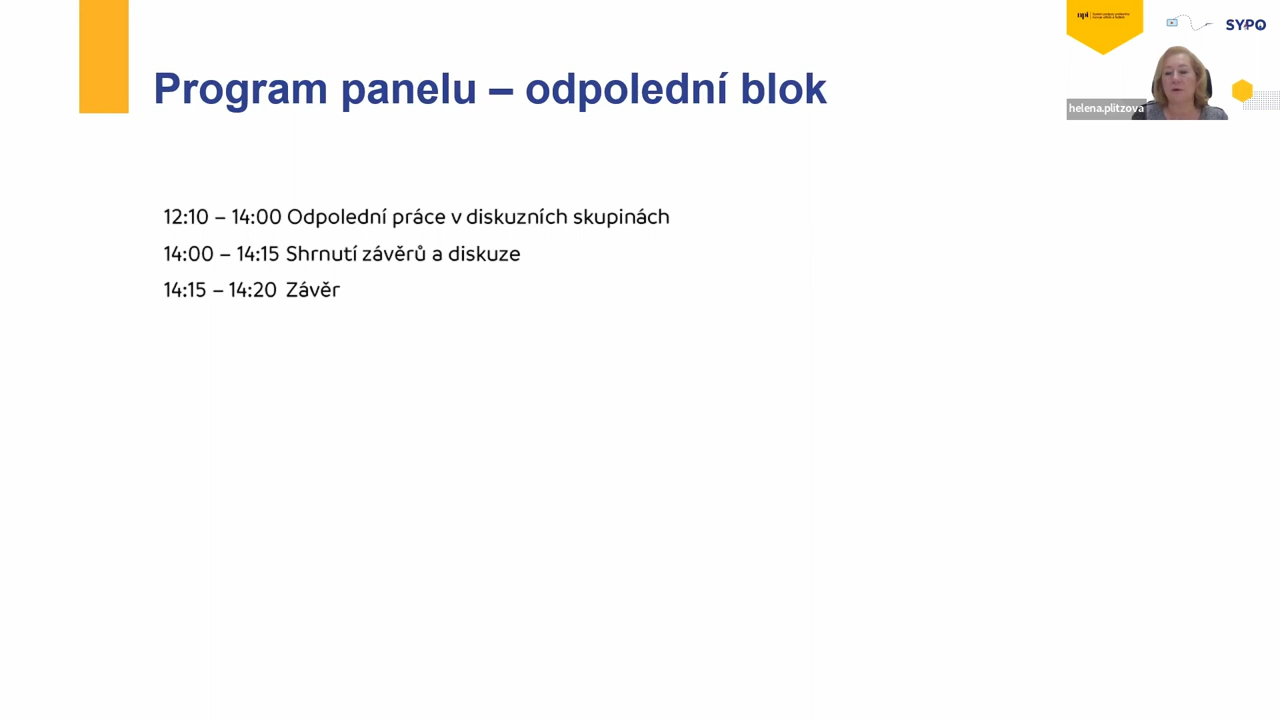 npi
SYPO
helena.plitzova
Program panelu – odpolední blok
12:10 – 14:00 Odpolední práce v diskuzních skupinách
14:00 – 14:15 Shrnutí závěrů a diskuze
14:15 – 14:20 Závěr